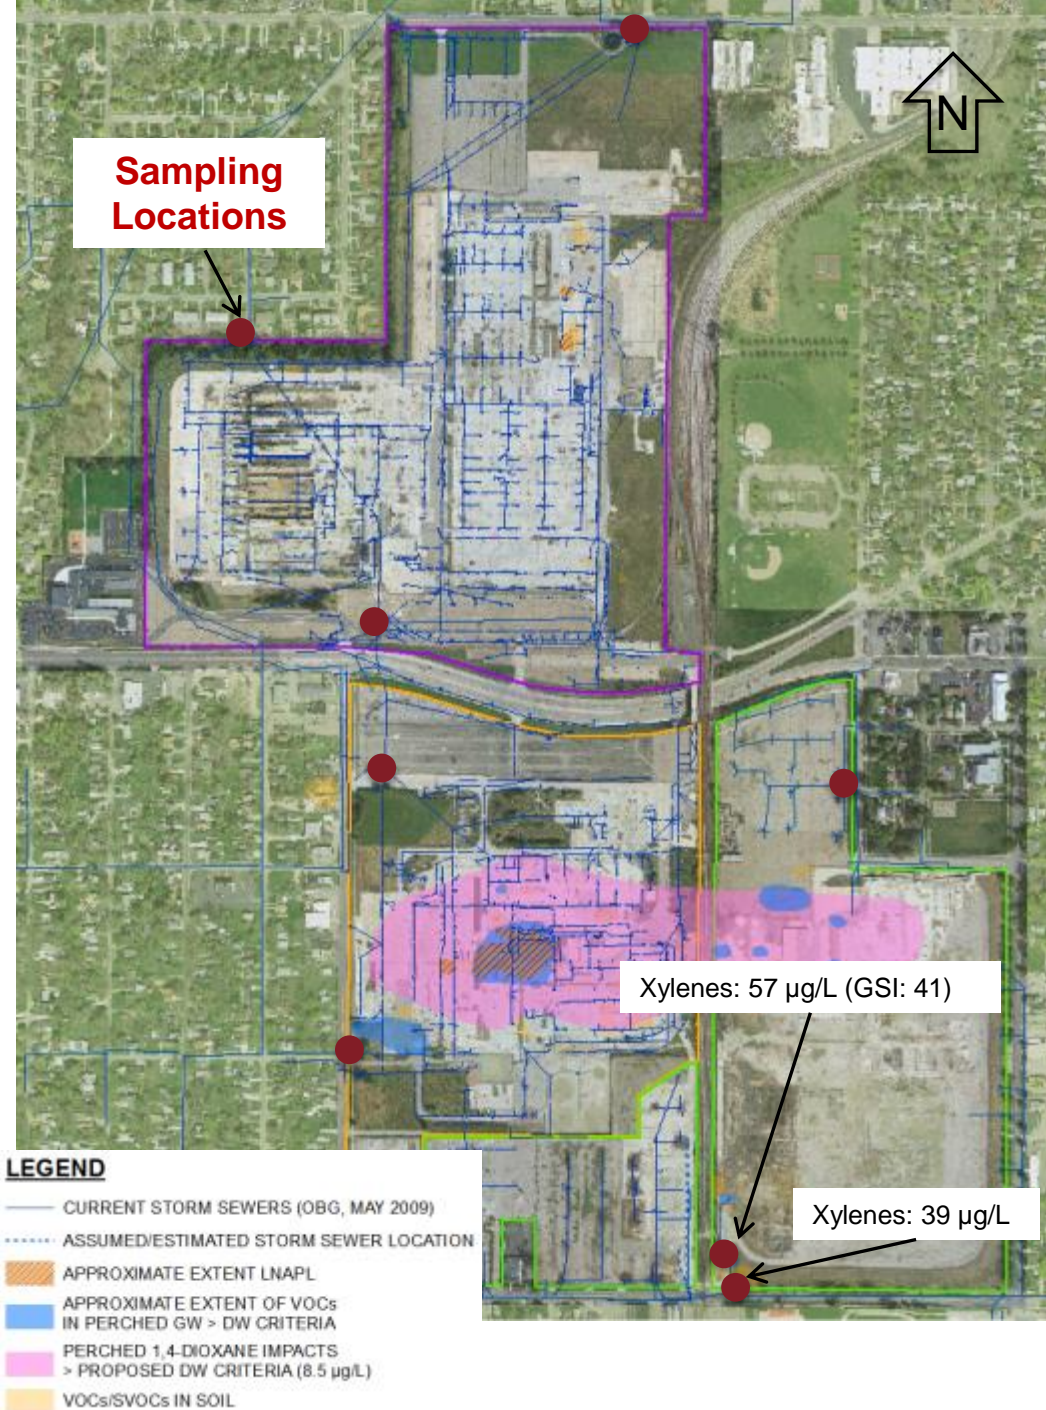 N
Sampling
Locations
Xylenes: 57 µg/L (GSI: 41)
Xylenes: 39 µg/L
LEGEND
CURRENT STORM SEWERS (OBG, MAY 2009)
ASSUMED/ESTIMATED STORM SEWER LOCATION
APPROXIMATE EXTENT LNAPL
APPROXIMATE EXTENT OF VOCs
IN PERCHED GW > DW CRITERIA
PERCHED 1,4-DIOXANE IMPACTS
> PROPOSED DW CRITERIA (8.5 µg/L)
VOCs/SVOCs IN SOIL